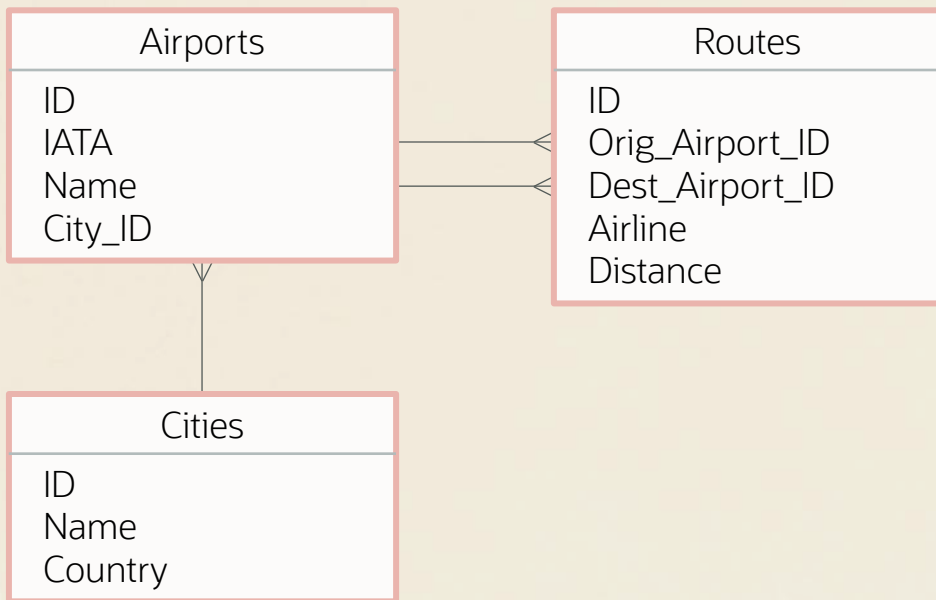 Airports
ID
IATA
Name
City_ID
Routes
ID
Orig_Airport_ID
Dest_Airport_ID
Airline
Distance
Cities
ID
Name
Country